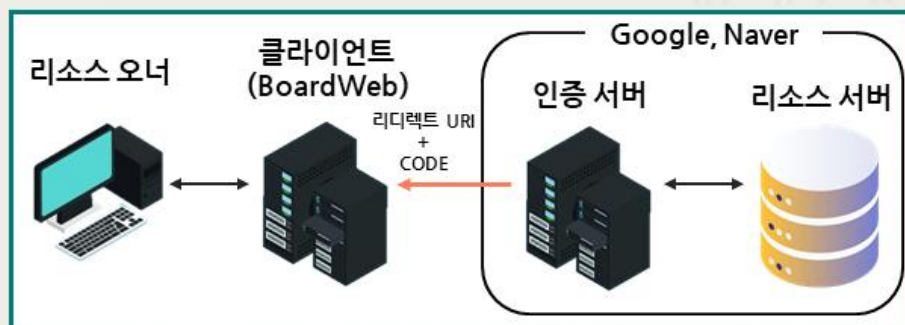 리소스 오너
클라이언트
(BoardWeb)
리디렉트 URI
+
CODE
Google, Naver
인증 서버
리소스 서버